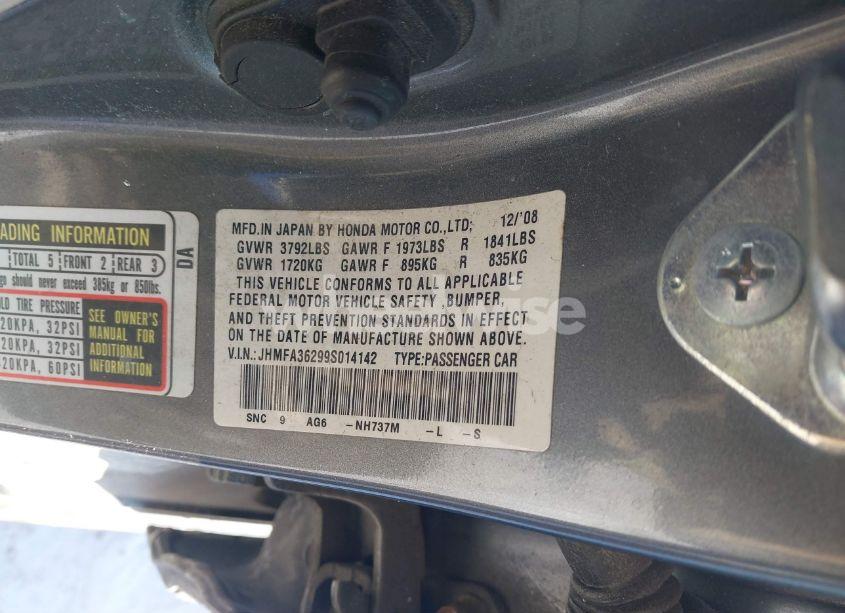 ADING INFORMATION
TOTAL 5 FRONT 2 REAR 3
go should never exceed 385kg or 850lbs.
LD TIRE PRESSURE
20KPA, 32PSI
20KPA, 32PSI
20KPA, 60PSI
SEE OWNER'S
MANUAL FOR
ADDITIONAL
INFORMATION
DA
MFD.IN JAPAN BY HONDA MOTOR CO.,LTD; 12/'08
GVWR 3792LBS GAWR F 1973LBS R 1841LBS
GVWR 1720KG GAWR F 895KG R 835KG
THIS VEHICLE CONFORMS TO ALL APPLICABLE
FEDERAL MOTOR VEHICLE SAFETY ,BUMPER,
AND THEFT PREVENTION STANDARDS IN EFFECT
ON THE DATE OF MANUFACTURE SHOWN ABOVE.
V.I.N.: JHMFA36299S014142 TYPE:PASSENGER CAR
SNC 9 AG6 -NH737M -L -S